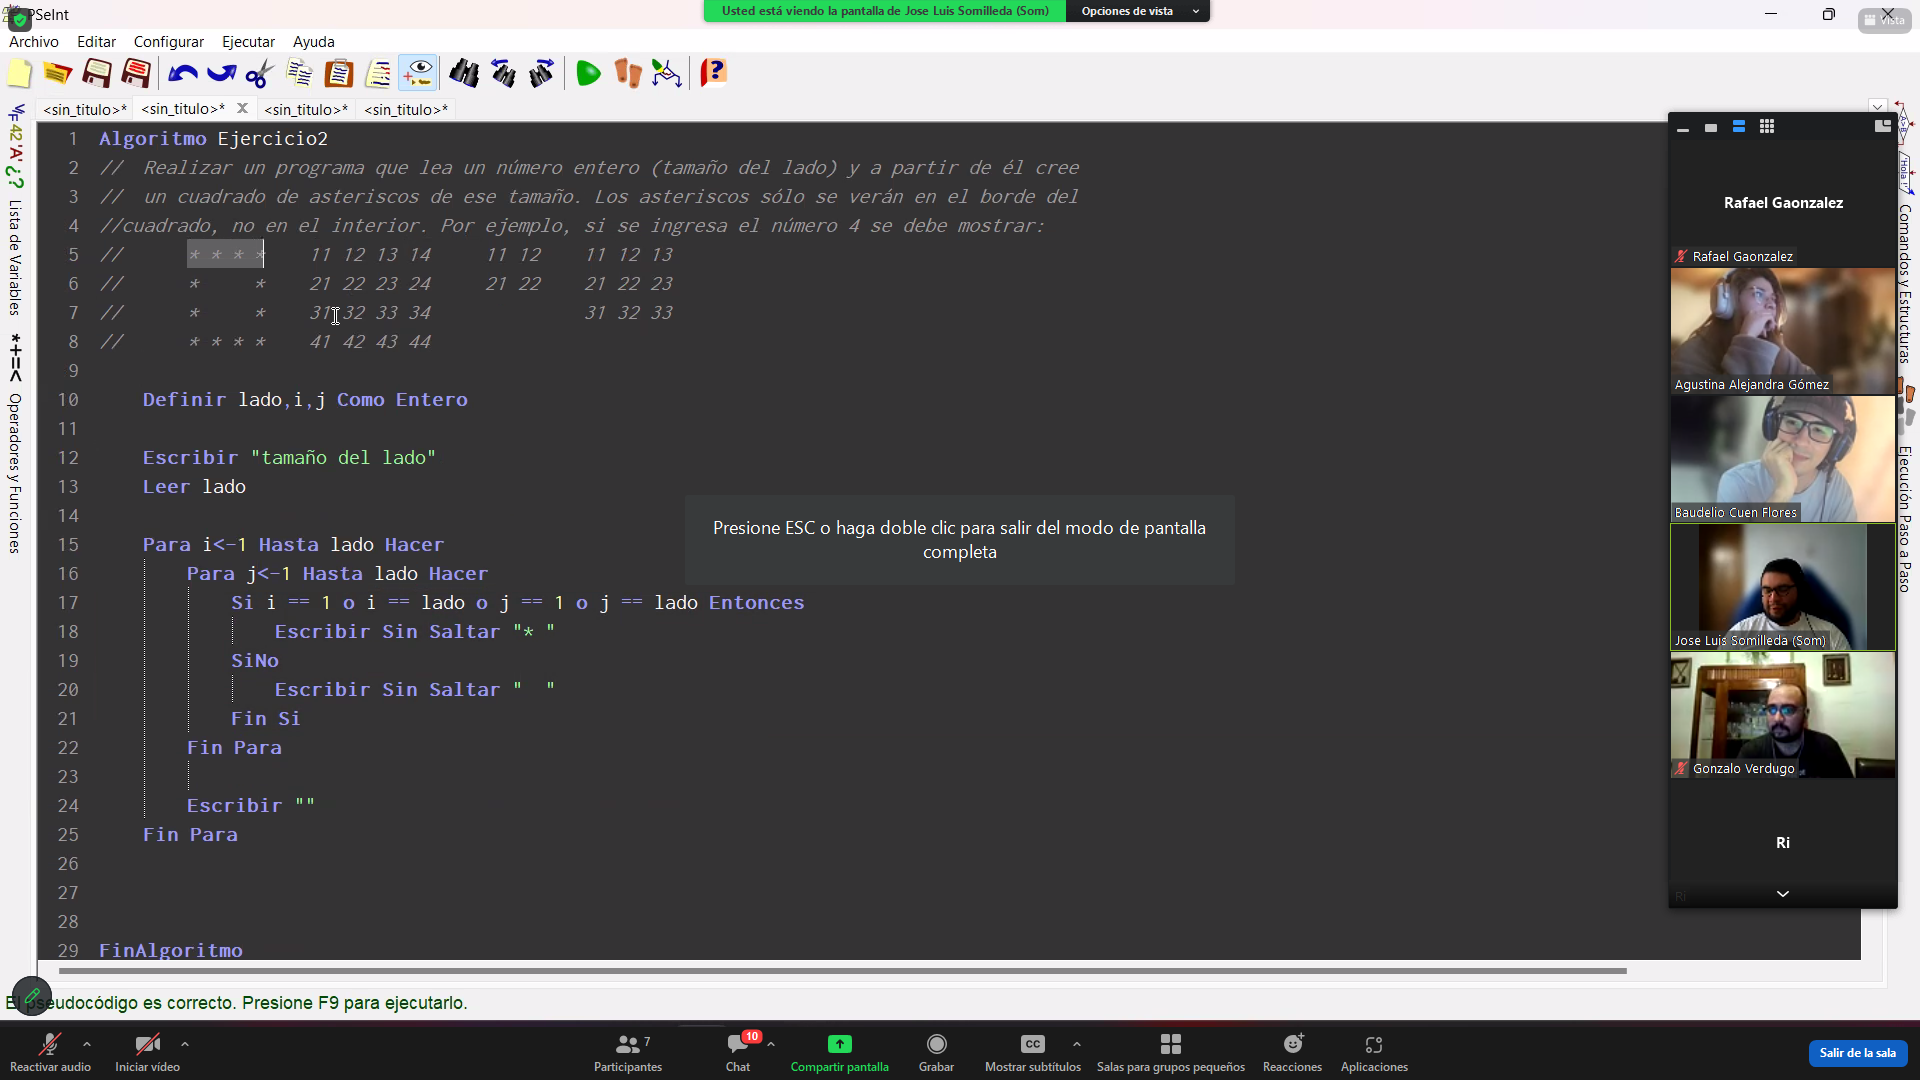 PSeInt
Usted está viendo la pantalla de Jose Luis Somilleda (Som)
Opciones de vista
Vista
Archivo Editar Configurar Ejecutar Ayuda
<sin_titulo>* <sin_titulo>* <sin_titulo>* <sin_titulo>*
Lista de Variables
*+=<
Operadores y Funciones
1 Algoritmo Ejercicio2
2 // Realizar un programa que lea un número entero (tamaño del lado) y a partir de él cree
3 // un cuadrado de asteriscos de ese tamaño. Los asteriscos sólo se verán en el borde del
4 //cuadrado, no en el interior. Por ejemplo, si se ingresa el número 4 se debe mostrar:
5 // * * * * 11 12 13 14 11 12 11 12 13
6 // * * 21 22 23 24 21 22 21 22 23
7 // * * 31 32 33 34 31 32 33
8 // * * * * 41 42 43 44
9
10 Definir lado,i,j Como Entero
11
12 Escribir "tamaño del lado"
13 Leer lado
14
15 Para i<-1 Hasta lado Hacer
16 Para j<-1 Hasta lado Hacer
17 Si i == 1 o i == lado o j == 1 o j == lado Entonces
18 Escribir Sin Saltar "* "
19 SiNo
20 Escribir Sin Saltar "  "
21 Fin Si
22 Fin Para
23
24 Escribir ""
25 Fin Para
26
27
28
29 FinAlgoritmo
Presione ESC o haga doble clic para salir del modo de pantalla
completa
Comandos y Estructuras
Ejecución Paso a Paso
Rafael Gaonzalez
Rafael Gaonzalez
Agustina Alejandra Gómez
Baudelio Cuen Flores
Jose Luis Somilleda (Som)
Gonzalo Verdugo
Ri
Ri
El pseudocódigo es correcto. Presione F9 para ejecutarlo.
Reactivar audio
Iniciar vídeo
7
Participantes
10
Chat
Compartir pantalla
Grabar
CC
Mostrar subtítulos
Salas para grupos pequeños
Reacciones
Aplicaciones
Salir de la sala